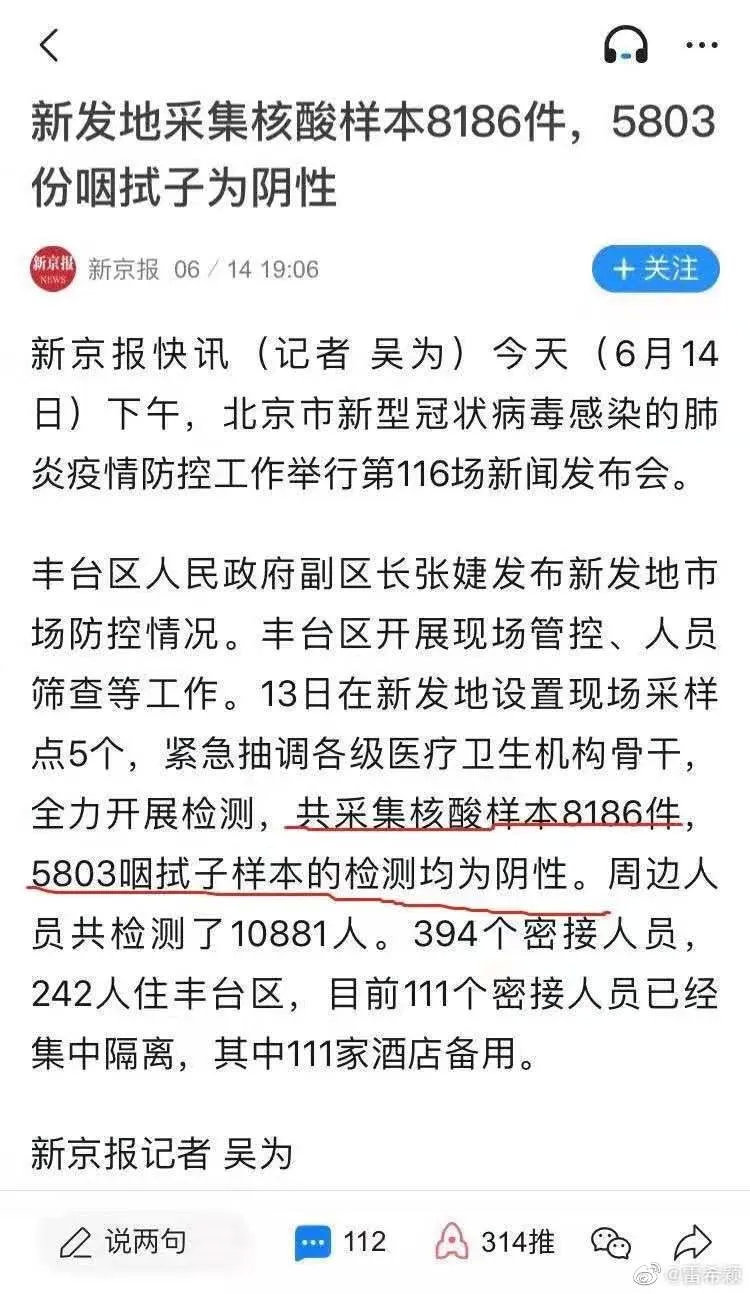 新发地采集核酸样本8186件，5803
份咽拭子为阴性
新京报
NEWS
新京报 06/14 19:06
+ 关注
新京报快讯（记者 吴为）今天（6月14
日）下午，北京市新型冠状病毒感染的肺
炎疫情防控工作举行第116场新闻发布会。
丰台区人民政府副区长张婕发布新发地市
场防控情况。丰台区开展现场管控、人员
筛查等工作。13日在新发地设置现场采样
点5个，紧急抽调各级医疗卫生机构骨干，
全力开展检测，共采集核酸样本8186件，
5803咽拭子样本的检测均为阴性。周边人
员共检测了10881人。394个密接人员，
242人住丰台区，目前111个密接人员已经
集中隔离，其中111家酒店备用。
新京报记者 吴为
说两句
112
314推
@雷希颖